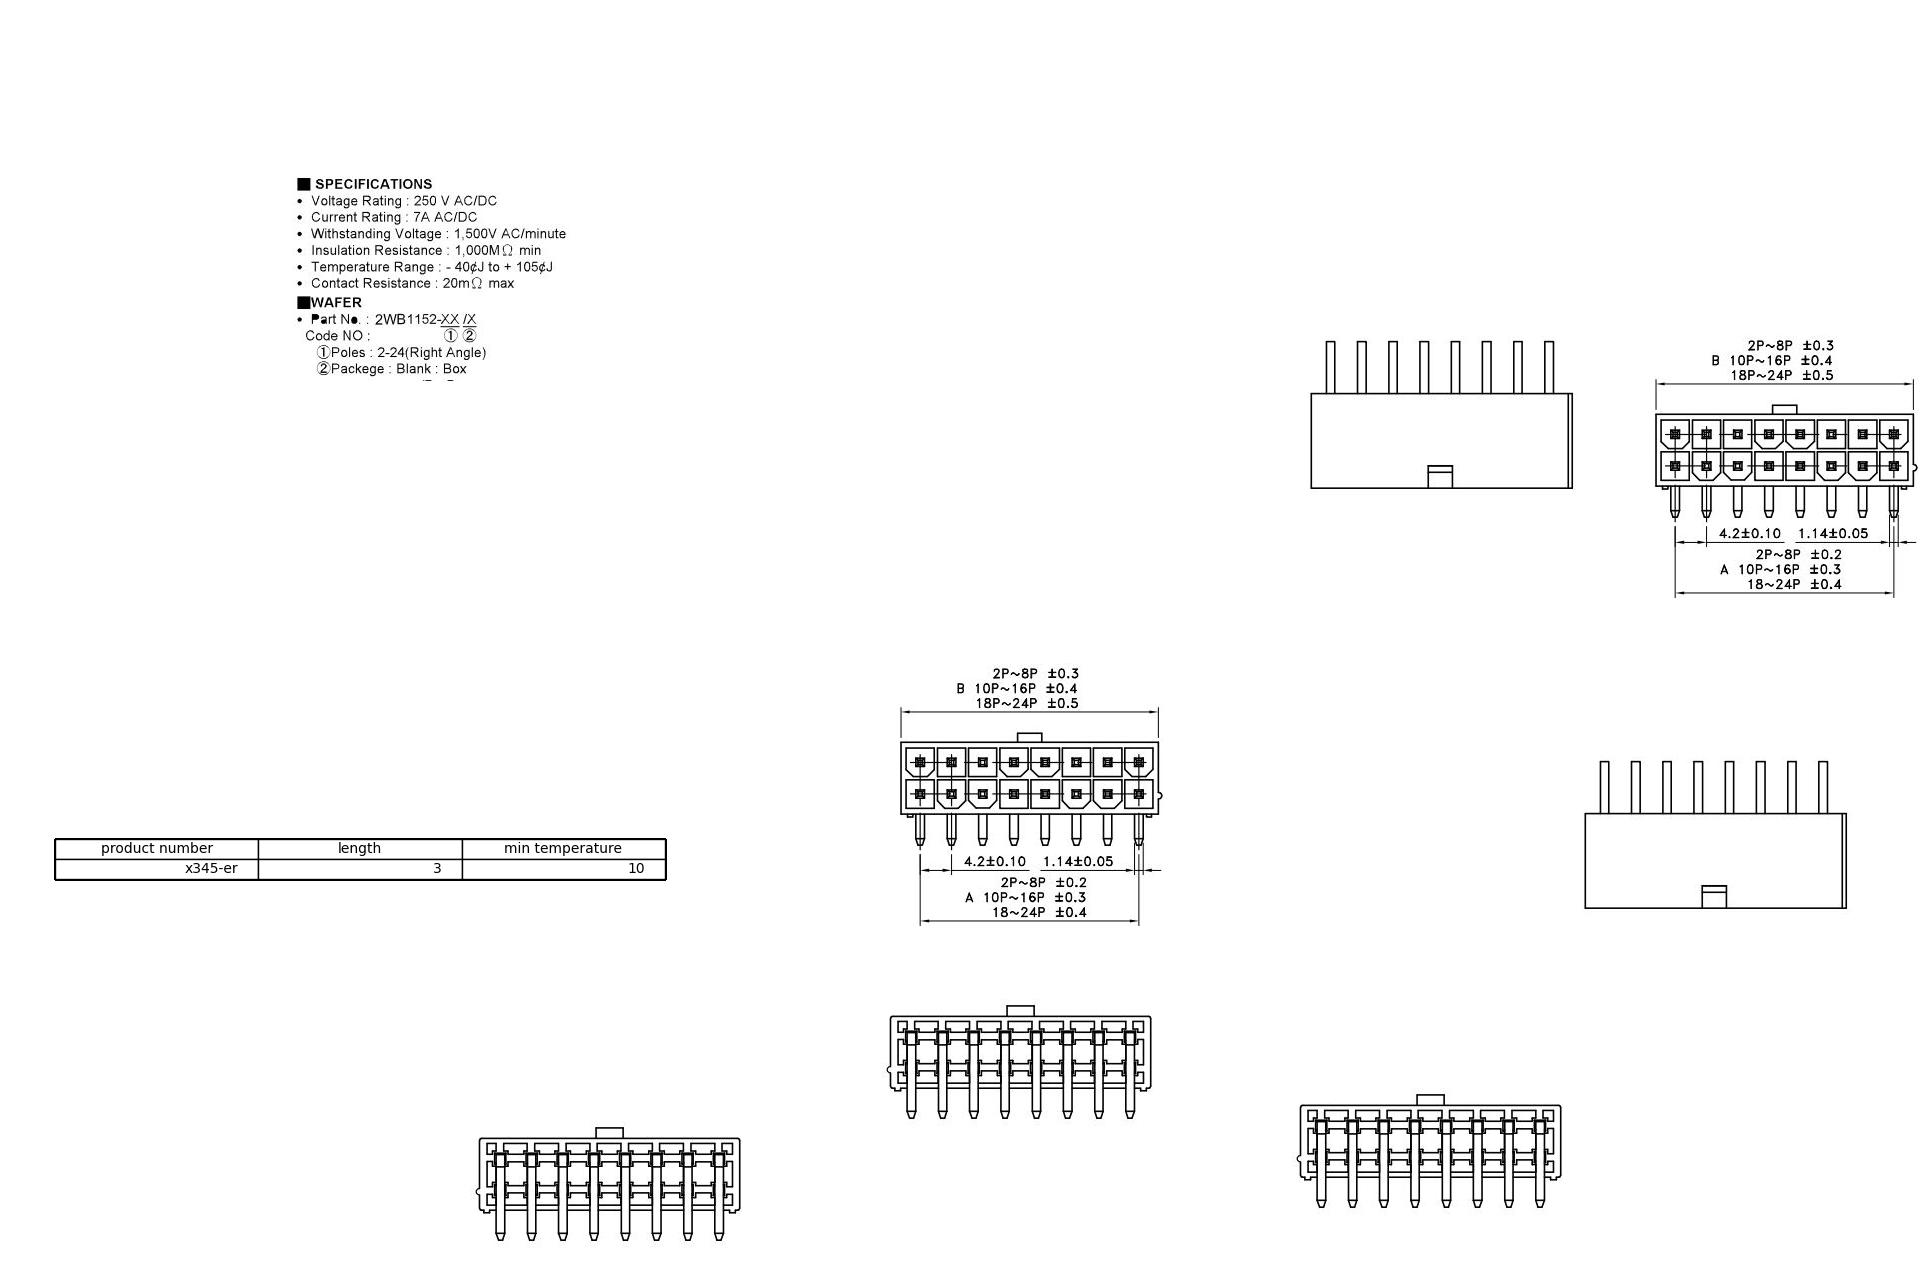 ■ SPECIFICATIONS
• Voltage Rating : 250 V AC/DC
• Current Rating : 7A AC/DC
• Withstanding Voltage : 1,500V AC/minute
• Insulation Resistance : 1,000MΩ min
• Temperature Range : - 40¢J to + 105¢J
• Contact Resistance : 20mΩ max
■WAFER
• Part No. : 2WB1152-XX /X
Code NO : ① ②
①Poles : 2-24(Right Angle)
②Packege : Blank : Box
2P~8P ±0.3
B 10P~16P ±0.4
18P~24P ±0.5
4.2±0.10 1.14±0.05
2P~8P ±0.2
A 10P~16P ±0.3
18~24P ±0.4
2P~8P ±0.3
B 10P~16P ±0.4
18P~24P ±0.5
4.2±0.10 1.14±0.05
2P~8P ±0.2
A 10P~16P ±0.3
18~24P ±0.4
product number length min temperature
x345-er 3 10